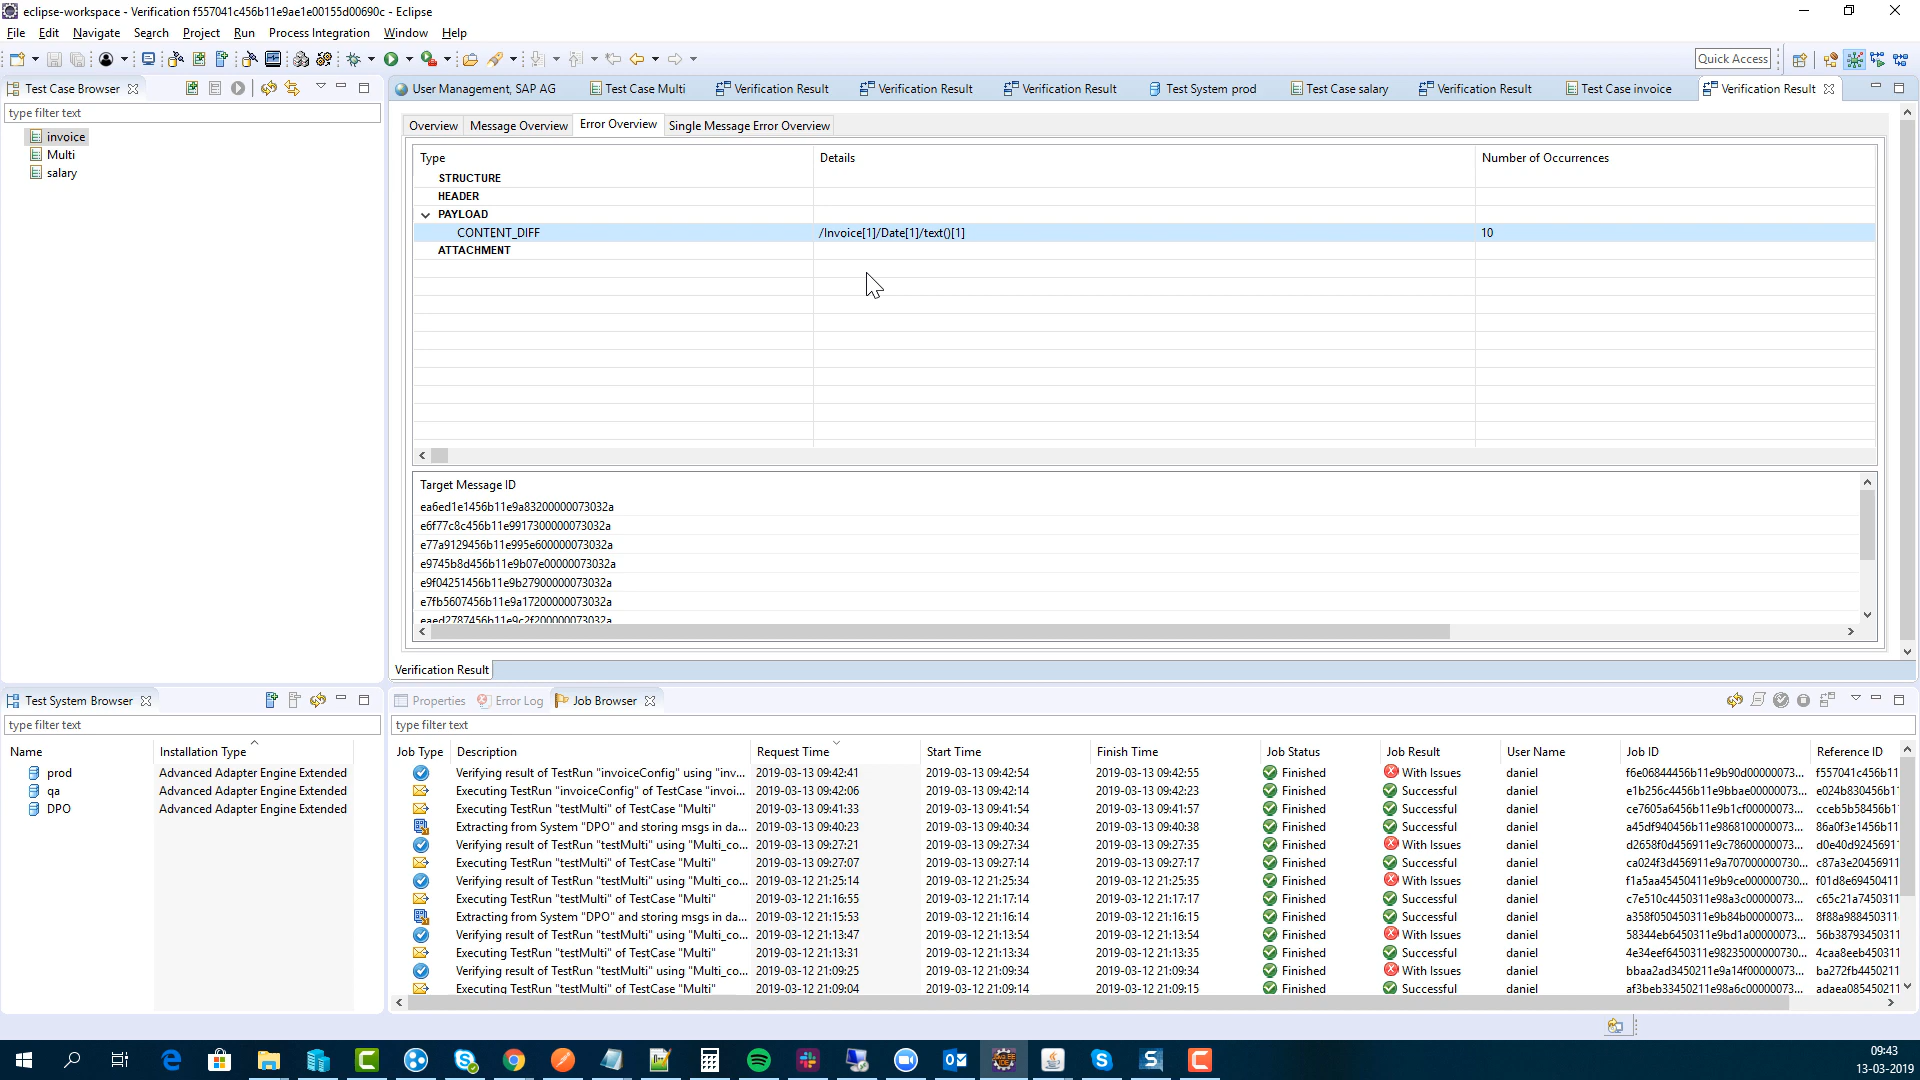 eclipse-workspace - Verification f557041c456b11e9ae1e00155d00690c - Eclipse
File Edit Navigate Search Project Run Process Integration Window Help
Quick Access
Test Case Browser
type filter text
invoice
Multi
salary
User Management, SAP AG
Test Case Multi
Verification Result
Verification Result
Verification Result
Test System prod
Test Case salary
Verification Result
Test Case invoice
Verification Result
Overview Message Overview Error Overview Single Message Error Overview
Type Details Number of Occurrences
STRUCTURE
HEADER
PAYLOAD
CONTENT_DIFF /Invoice[1]/Date[1]/text()[1] 10
ATTACHMENT
Target Message ID
ea6ed1e1456b11e9a83200000073032a
e6f77c8c456b11e9917300000073032a
e77a9129456b11e995e600000073032a
e9745b8d456b11e9b07e00000073032a
e9f04251456b11e9b27900000073032a
e7fb5607456b11e9a17200000073032a
eaed2787456b11e9c2f200000073032a
Verification Result
Test System Browser
type filter text
Name Installation Type
prod Advanced Adapter Engine Extended
qa Advanced Adapter Engine Extended
DPO Advanced Adapter Engine Extended
Properties Error Log Job Browser
type filter text
Job Type Description Request Time Start Time Finish Time Job Status Job Result User Name Job ID Reference ID
Verifying result of TestRun "invoiceConfig" using "inv... 2019-03-13 09:42:41 2019-03-13 09:42:54 2019-03-13 09:42:55 Finished With Issues daniel f6e06844456b11e9b90d00000073... f557041c456b11
Executing TestRun "invoiceConfig" of TestCase "invoi... 2019-03-13 09:42:06 2019-03-13 09:42:14 2019-03-13 09:42:23 Finished Successful daniel e1b256c4456b11e9bbae00000073... e024b830456b11
Executing TestRun "testMulti" of TestCase "Multi" 2019-03-13 09:41:33 2019-03-13 09:41:54 2019-03-13 09:41:57 Finished Successful daniel ce7605a6456b11e9b1cf00000073... cceb5b58456b1
Extracting from System "DPO" and storing msgs in da... 2019-03-13 09:40:23 2019-03-13 09:40:34 2019-03-13 09:40:38 Finished Successful daniel a45df940456b11e9868100000073... 86a0f3e1456b11
Verifying result of TestRun "testMulti" using "Multi_co... 2019-03-13 09:27:21 2019-03-13 09:27:34 2019-03-13 09:27:35 Finished With Issues daniel d2658f0d456911e9c78600000073... d0e40d92456911
Executing TestRun "testMulti" of TestCase "Multi" 2019-03-13 09:27:07 2019-03-13 09:27:14 2019-03-13 09:27:17 Finished Successful daniel ca024f3d456911e9a707000000730... c87a3e20456911
Verifying result of TestRun "testMulti" using "Multi_co... 2019-03-12 21:25:14 2019-03-12 21:25:34 2019-03-12 21:25:35 Finished With Issues daniel f1a5aa45450411e9b9ce000000730... f01d8e69450411
Executing TestRun "testMulti" of TestCase "Multi" 2019-03-12 21:16:55 2019-03-12 21:17:14 2019-03-12 21:17:17 Finished Successful daniel c7e510c4450311e98a3c00000073... c65c21a7450311
Extracting from System "DPO" and storing msgs in da... 2019-03-12 21:15:53 2019-03-12 21:16:14 2019-03-12 21:16:15 Finished Successful daniel a358f050450311e9b84b00000073... 8f88a988450311
Verifying result of TestRun "testMulti" using "Multi_co... 2019-03-12 21:13:47 2019-03-12 21:13:54 2019-03-12 21:13:54 Finished With Issues daniel 58344eb6450311e9bd1a00000073... 56b38793450311
Executing TestRun "testMulti" of TestCase "Multi" 2019-03-12 21:13:31 2019-03-12 21:13:34 2019-03-12 21:13:35 Finished Successful daniel 4e34eef6450311e98235000000730... 4caa8eeb450311
Verifying result of TestRun "testMulti" using "Multi_co... 2019-03-12 21:09:25 2019-03-12 21:09:34 2019-03-12 21:09:34 Finished With Issues daniel bbaa2ad3450211e9a14f00000073... ba272fb4450211
Executing TestRun "testMulti" of TestCase "Multi" 2019-03-12 21:09:04 2019-03-12 21:09:14 2019-03-12 21:09:15 Finished Successful daniel af3beb33450211e98a6c00000073... adaea085450211
09:43
13-03-2019